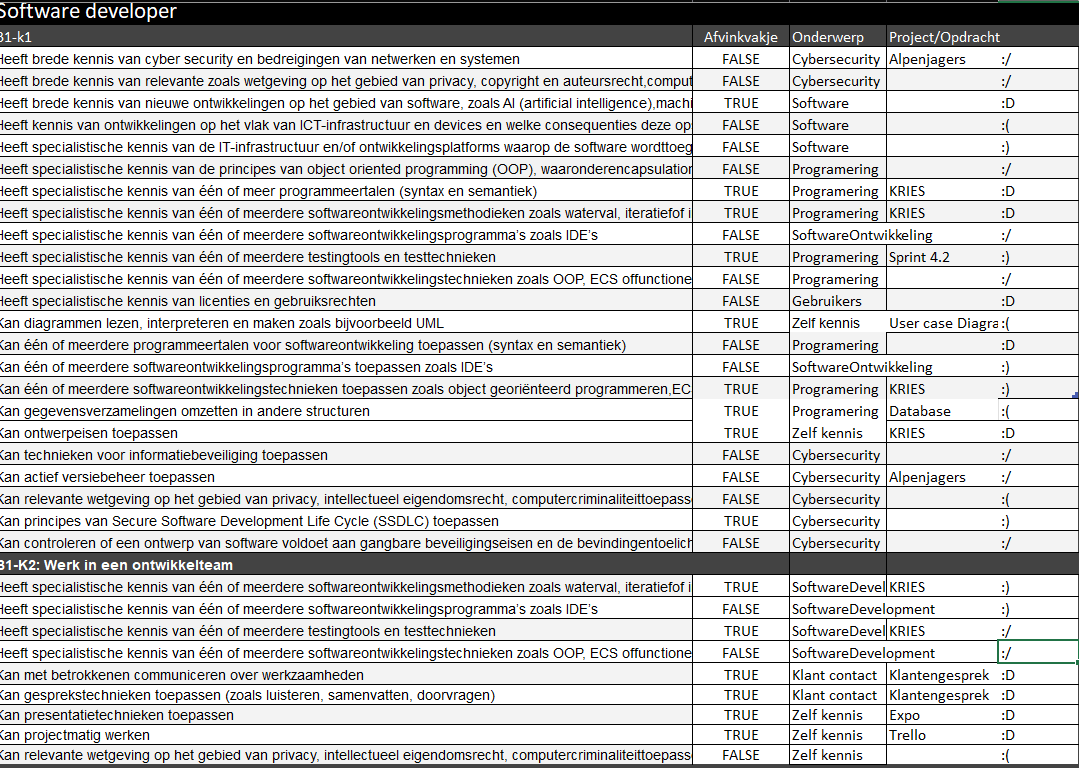 Software developer
B1-k1 Afvinkvakje Onderwerp Project/Opdracht
Heeft brede kennis van cyber security en bedreigingen van netwerken en systemen FALSE Cybersecurity Alpenjagers :/
Heeft brede kennis van relevante zoals wetgeving op het gebied van privacy, copyright en auteursrecht,comput FALSE Cybersecurity :/
Heeft brede kennis van nieuwe ontwikkelingen op het gebied van software, zoals AI (artificial intelligence),machi TRUE Software :D
Heeft kennis van ontwikkelingen op het vlak van ICT-infrastructuur en devices en welke consequenties deze op FALSE Software :(
Heeft specialistische kennis van de IT-infrastructuur en/of ontwikkelingsplatforms waarop de software wordttoeg FALSE Software :)
Heeft specialistische kennis van de principes van object oriented programming (OOP), waaronderencapsulation FALSE Programering :/
Heeft specialistische kennis van één of meer programmeertalen (syntax en semantiek) TRUE Programering KRIES :D
Heeft specialistische kennis van één of meerdere softwareontwikkelingsmethodieken zoals waterval, iteratiefof i TRUE Programering KRIES :D
Heeft specialistische kennis van één of meerdere softwareontwikkelingsprogramma's zoals IDE's FALSE SoftwareOntwikkeling :/
Heeft specialistische kennis van één of meerdere testingtools en testtechnieken TRUE Programering Sprint 4.2 :)
Heeft specialistische kennis van één of meerdere softwareontwikkelingstechnieken zoals OOP, ECS offunctione FALSE Programering :/
Heeft specialistische kennis van licenties en gebruiksrechten FALSE Gebruikers :D
Kan diagrammen lezen, interpreteren en maken zoals bijvoorbeeld UML TRUE Zelf kennis User case Diagra :(
Kan één of meerdere programmeertalen voor softwareontwikkeling toepassen (syntax en semantiek) FALSE Programering :D
Kan één of meerdere softwareontwikkelingsprogramma's toepassen zoals IDE's FALSE SoftwareOntwikkeling :)
Kan één of meerdere softwareontwikkelingstechnieken toepassen zoals object georiënteerd programmeren,EC TRUE Programering KRIES :)
Kan gegevensverzamelingen omzetten in andere structuren TRUE Programering Database :(
Kan ontwerpeisen toepassen TRUE Zelf kennis KRIES :D
Kan technieken voor informatiebeveiliging toepassen FALSE Cybersecurity :/
Kan actief versiebeheer toepassen TRUE Cybersecurity Alpenjagers :/
Kan relevante wetgeving op het gebied van privacy, intellectueel eigendomsrecht, computercriminaliteittoepass FALSE Cybersecurity :(
Kan principes van Secure Software Development Life Cycle (SSDLC) toepassen TRUE Cybersecurity :)
Kan controleren of een ontwerp van software voldoet aan gangbare beveiligingseisen en de bevindingentoelich FALSE Cybersecurity :/
B1-K2: Werk in een ontwikkelteam
Heeft specialistische kennis van één of meerdere softwareontwikkelingsmethodieken zoals waterval, iteratiefof i TRUE SoftwareDevel KRIES :)
Heeft specialistische kennis van één of meerdere softwareontwikkelingsprogramma's zoals IDE's FALSE SoftwareDevelopment :)
Heeft specialistische kennis van één of meerdere testingtools en testtechnieken TRUE SoftwareDevel KRIES :/
Heeft specialistische kennis van één of meerdere softwareontwikkelingstechnieken zoals OOP, ECS offunctione FALSE SoftwareDevelopment :/
Kan met betrokkenen communiceren over werkzaamheden TRUE Klant contact Klantengesprek :D
Kan gesprekstechnieken toepassen (zoals luisteren, samenvatten, doorvragen) TRUE Klant contact Klantengesprek :D
Kan presentatietechnieken toepassen TRUE Zelf kennis Expo :D
Kan projectmatig werken TRUE Zelf kennis Trello :D
Kan relevante wetgeving op het gebied van privacy, intellectueel eigendomsrecht, computercriminaliteittoepass FALSE Zelf kennis :(